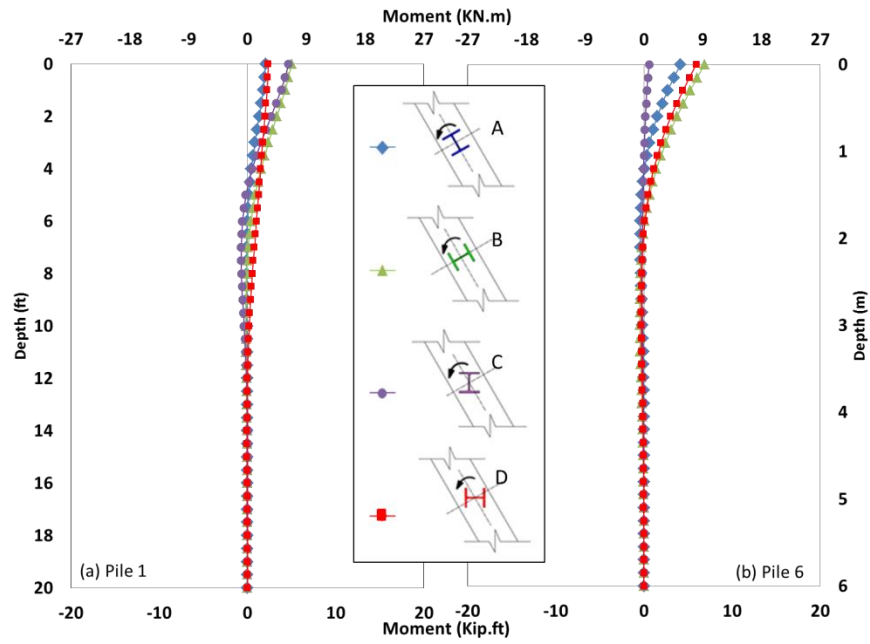 Moment (KN.m)
-27 -18 -9 0 9 18 -27 -27 -18 -9 0 9 18 27
0
2
4
6
8
10
12
14
16
18
20
Depth (ft)
A
B
C
D
(a) Pile 1
(b) Pile 6
0
1
2
3
4
5
6
Depth (m)
-20 -10 0 10 20 -20 -10 0 10 20
Moment (Kip.ft)